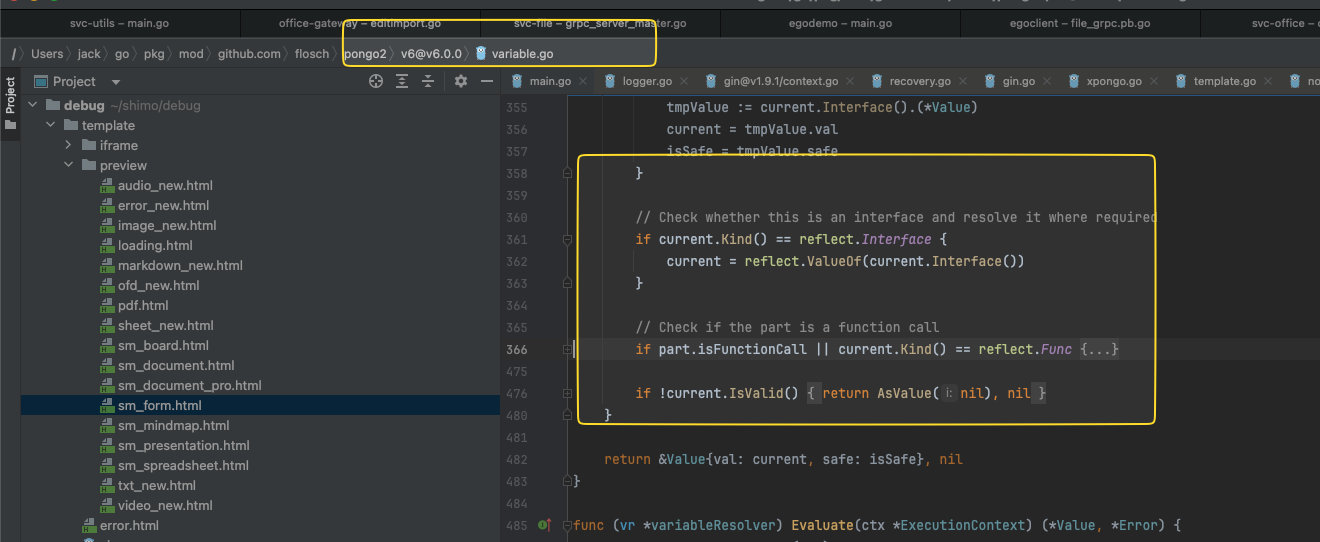 svc-utils – main.go office-gateway – editimport.go svc-file – grpc_server_master.go egodemo – main.go egoclient – file_grpc.pb.go svc-office – cmd
/ Users jack go pkg mod github.com flosch pongo2 v6@v6.0.0 variable.go
Project
Project main.go logger.go gin@v1.9.1/context.go recovery.go gin.go xpongo.go template.go no
debug ~/shimo/debug
template
iframe
preview
audio_new.html
error_new.html
image_new.html
loading.html
markdown_new.html
ofd_new.html
pdf.html
sheet_new.html
sm_board.html
sm_document.html
sm_document_pro.html
sm_form.html
sm_mindmap.html
sm_presentation.html
sm_spreadsheet.html
txt_new.html
video_new.html
error.html
355 tmpValue := current.Interface().(*Value)
356 current = tmpValue.val
357 isSafe = tmpValue.safe
358 }
359
360 // Check whether this is an interface and resolve it where required
361 if current.Kind() == reflect.Interface {
362 current = reflect.ValueOf(current.Interface())
363 }
364
365 // Check if the part is a function call
366 if part.isFunctionCall || current.Kind() == reflect.Func {...}
475
476 if !current.IsValid() { return AsValue( i: nil), nil }
480 }
481
482 return &Value{val: current, safe: isSafe}, nil
483 }
484
485 func (vr *variableResolver) Evaluate(ctx *ExecutionContext) (*Value, *Error) {